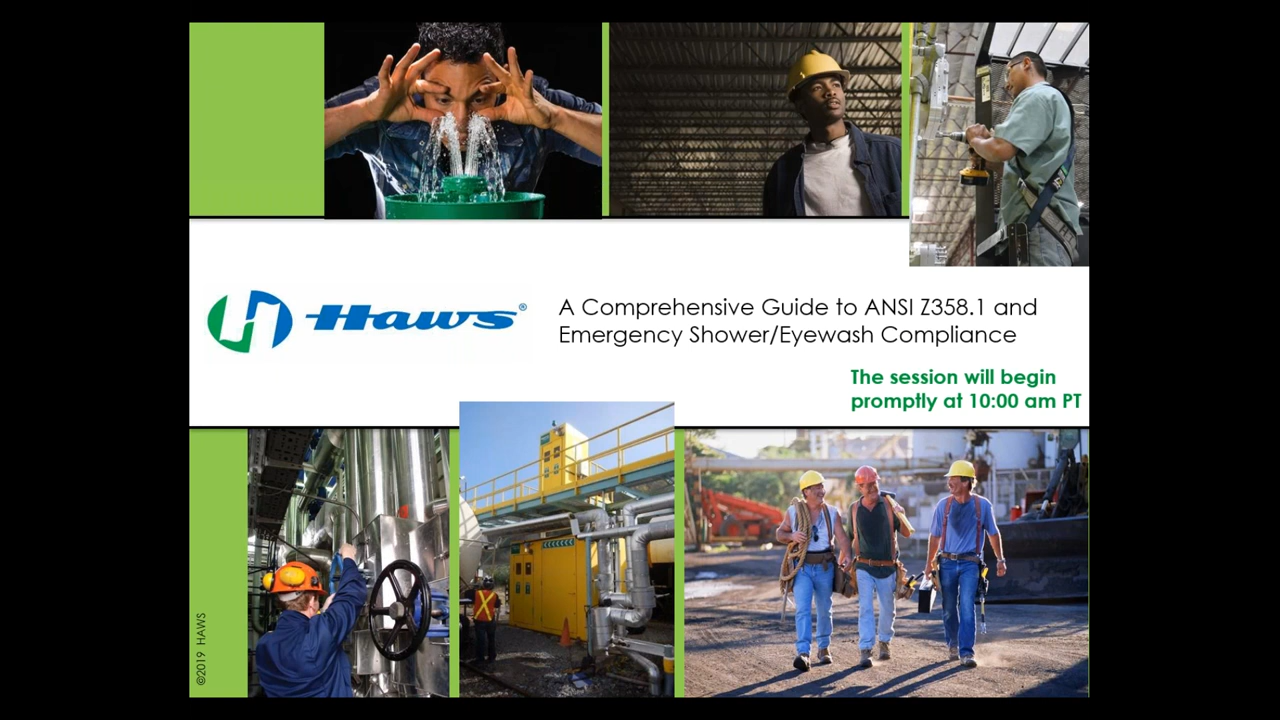 Haws®
A Comprehensive Guide to ANSI Z358.1 and
Emergency Shower/Eyewash Compliance
The session will begin
promptly at 10:00 am PT
©2019 HAWS